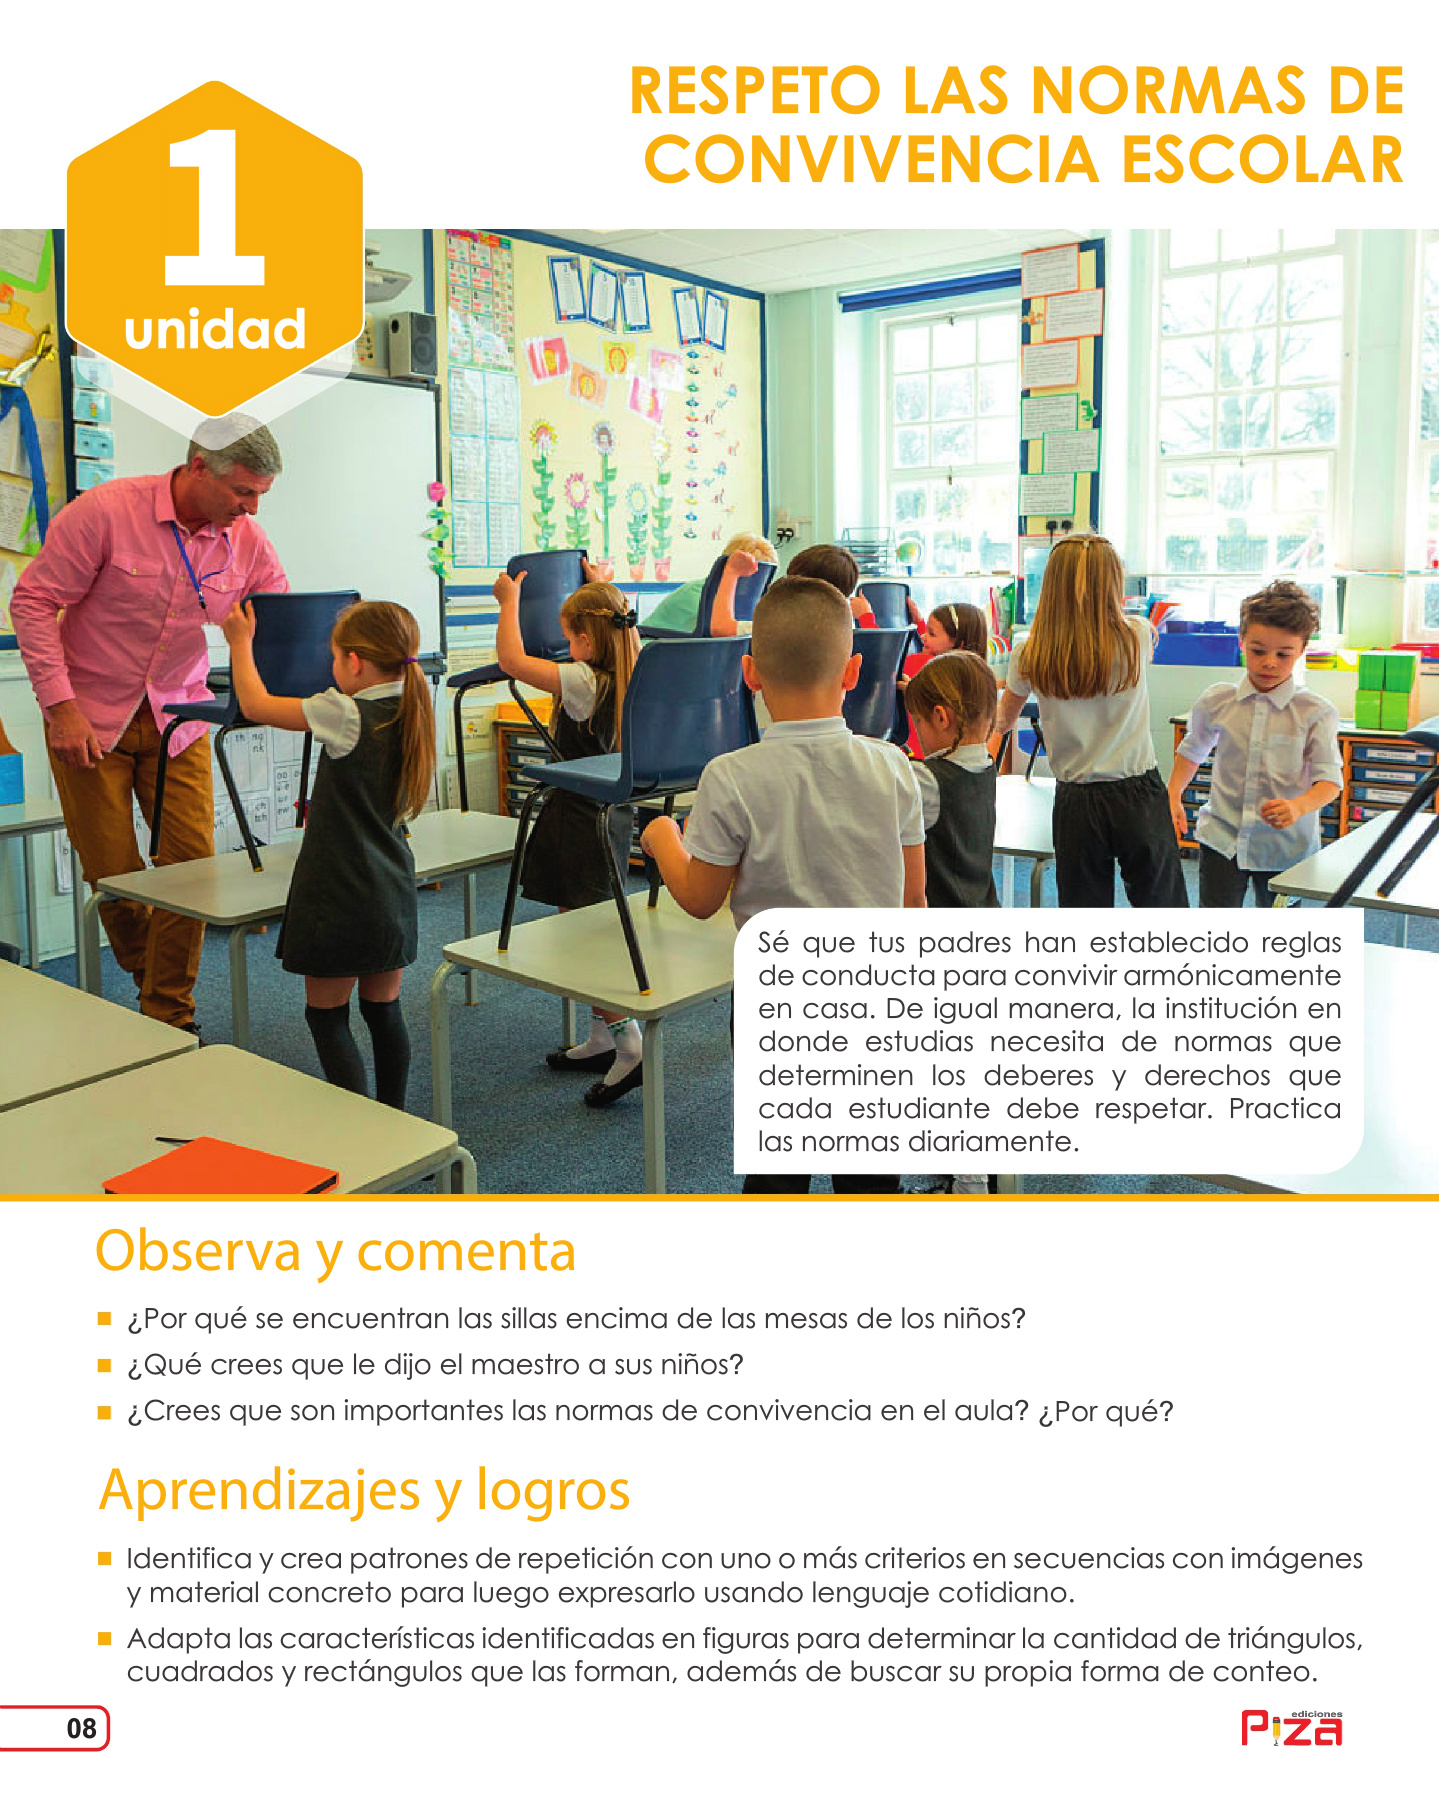 RESPETO LAS NORMAS DE
CONVIVENCIA ESCOLAR
1
unidad
Sé que tus padres han establecido reglas
de conducta para convivir armónicamente
en casa. De igual manera, la institución en
donde estudias necesita de normas que
determinen los deberes y derechos que
cada estudiante debe respetar. Practica
las normas diariamente.
Observa y comenta
¿Por qué se encuentran las sillas encima de las mesas de los niños?
¿Qué crees que le dijo el maestro a sus niños?
¿Crees que son importantes las normas de convivencia en el aula? ¿Por qué?
Aprendizajes y logros
Identifica y crea patrones de repetición con uno o más criterios en secuencias con imágenes
y material concreto para luego expresarlo usando lenguaje cotidiano.
Adapta las características identificadas en figuras para determinar la cantidad de triángulos,
cuadrados y rectángulos que las forman, además de buscar su propia forma de conteo.
08
ediciones
Piza